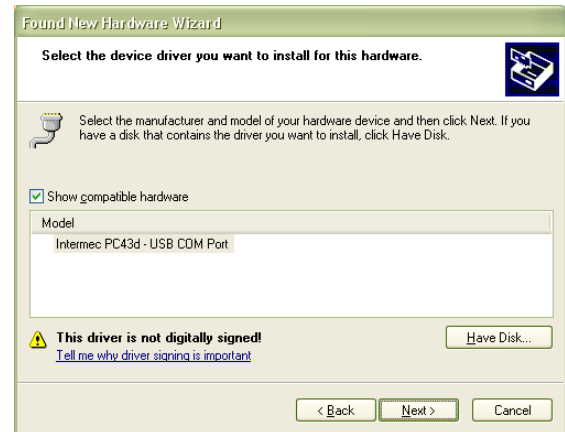 Found New Hardware Wizard
Select the device driver you want to install for this hardware.
Select the manufacturer and model of your hardware device and then click Next. If you
have a disk that contains the driver you want to install, click Have Disk.
Show compatible hardware
Model
Intermec PC43d - USB COM Port
This driver is not digitally signed!
Have Disk...
Tell me why driver signing is important
< Back
Next >
Cancel